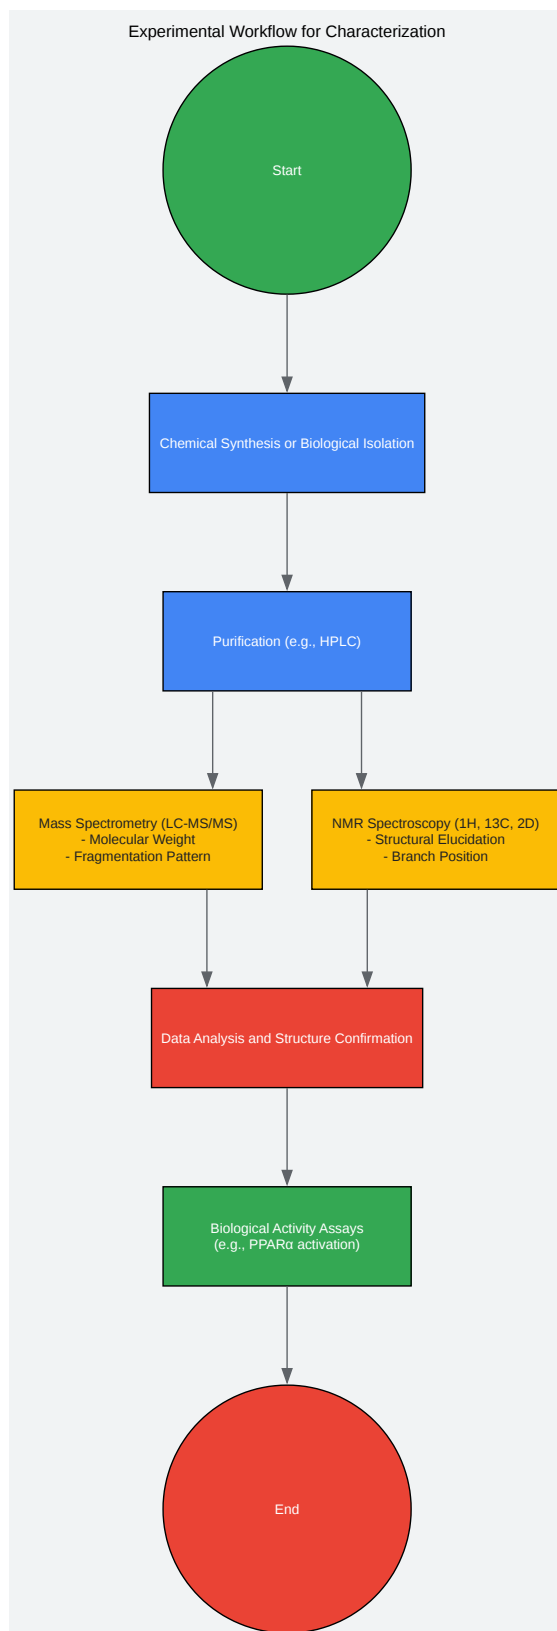 Experimental Workflow for Characterization
Start
Chemical Synthesis or Biological Isolation
Purification (e.g., HPLC)
Mass Spectrometry (LC-MS/MS)
- Molecular Weight
- Fragmentation Pattern
NMR Spectroscopy (1H, 13C, 2D)
- Structural Elucidation
- Branch Position
Data Analysis and Structure Confirmation
Biological Activity Assays
(e.g., PPARα activation)
End